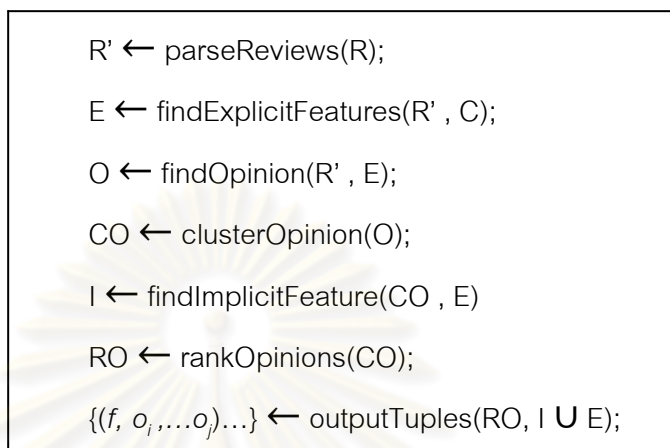 R' ← parseReviews(R);
E ← findExplicitFeatures(R' , C);
O ← findOpinion(R' , E);
CO ← clusterOpinion(O);
I ← findImplicitFeature(CO , E)
RO ← rankOpinions(CO);
{(f, oᵢ ,…oⱼ)…} ← outputTuples(RO, I ∪ E);